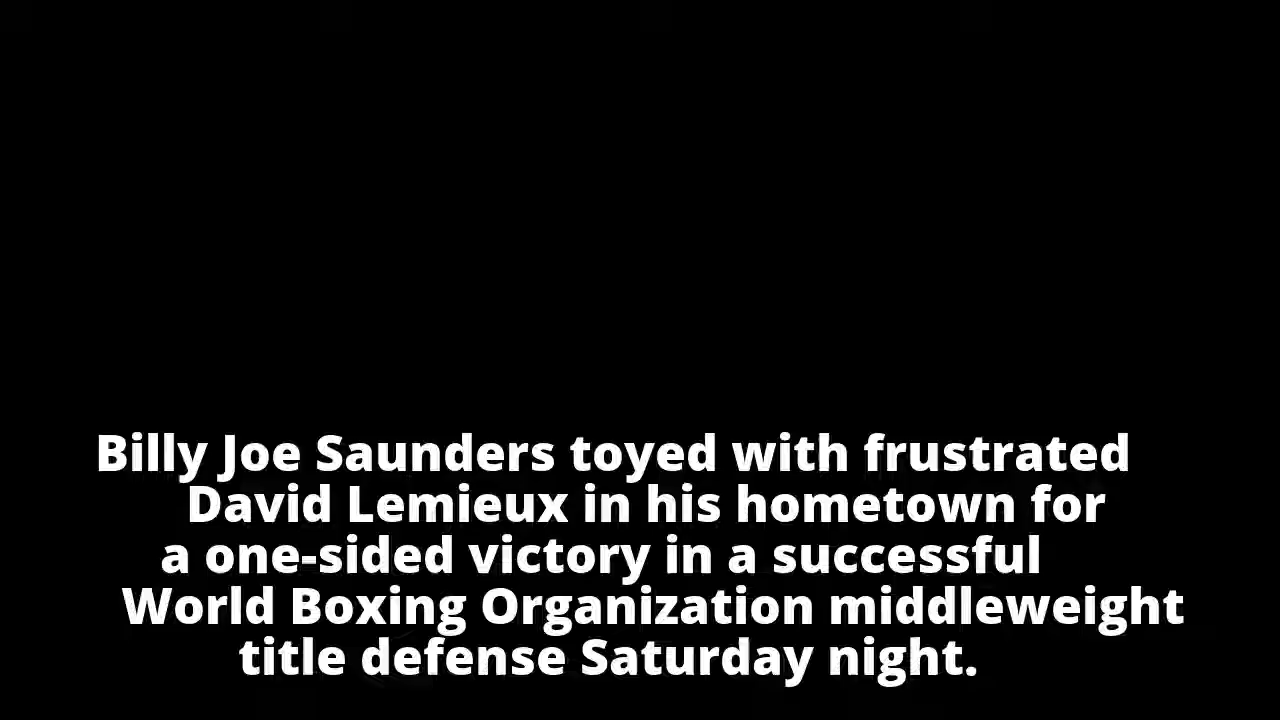 Billy Joe Saunders toyed with frustrated
David Lemieux in his hometown for
a one-sided victory in a successful
World Boxing Organization middleweight
title defense Saturday night.